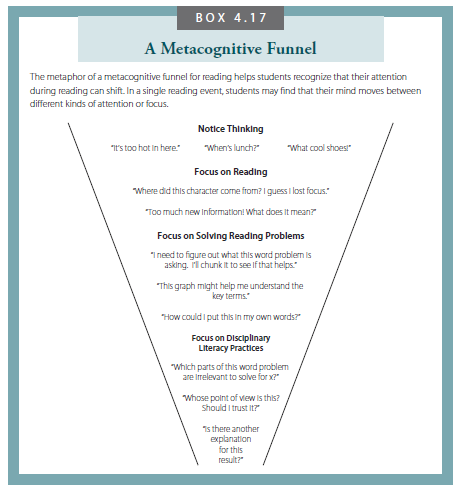 BOX 4.17
A Metacognitive Funnel
The metaphor of a metacognitive funnel for reading helps students recognize that their attention
during reading can shift. In a single reading event, students may find that their mind moves between
different kinds of attention or focus.
Notice Thinking
"It's too hot in here." "When's lunch?" "What cool shoes!"
Focus on Reading
"Where did this character come from? I guess I lost focus."
"Too much new information! What does it mean?"
Focus on Solving Reading Problems
"I need to figure out what this word problem is
asking. I'll chunk it to see if that helps."
"This graph might help me understand the
key terms."
"How could I put this in my own words?"
Focus on Disciplinary
Literacy Practices
"Which parts of this word problem
are irrelevant to solve for x?"
"Whose point of view is this?
Should I trust it?"
"Is there another
explanation
for this
result?"